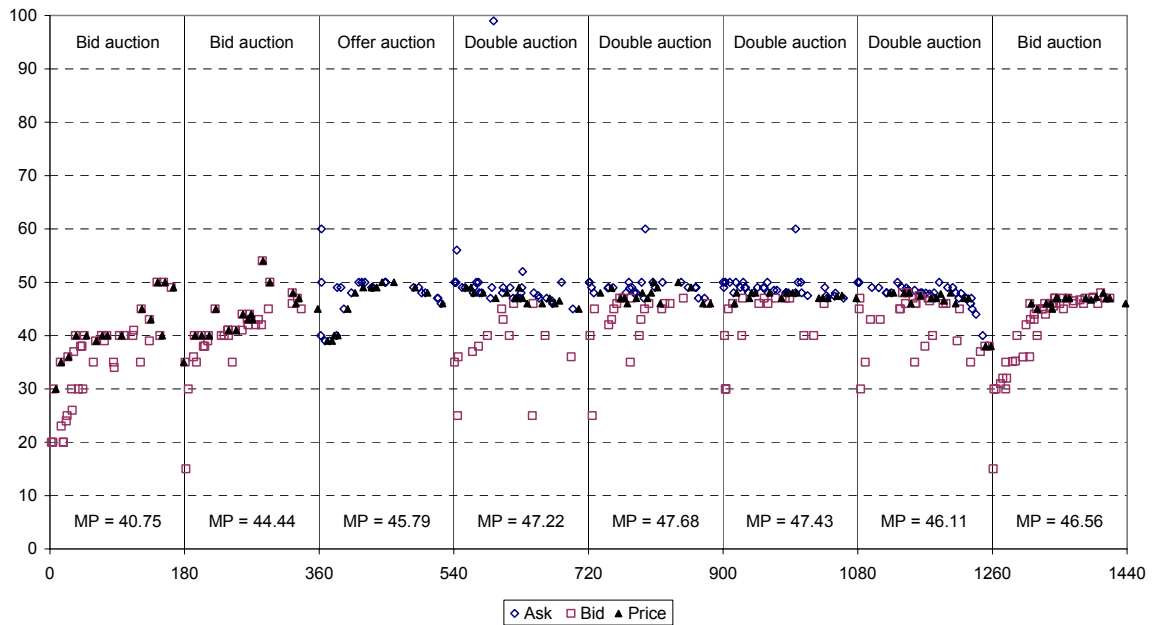 100
Bid auction Bid auction Offer auction Double auction Double auction Double auction Double auction Bid auction
90
80
70
60
50
40
30
20
10
MP = 40.75 MP = 44.44 MP = 45.79 MP = 47.22 MP = 47.68 MP = 47.43 MP = 46.11 MP = 46.56
0
0 180 360 540 720 900 1080 1260 1440
Ask Bid Price